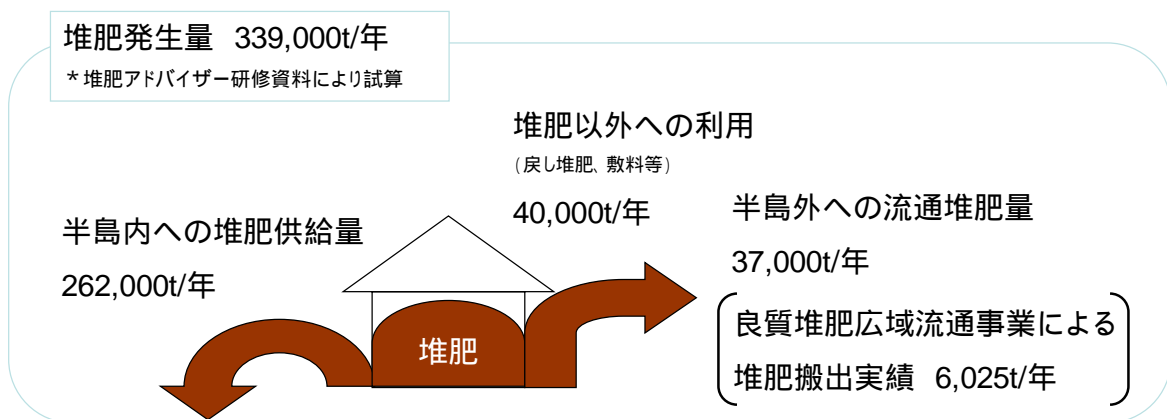 堆肥発生量 339,000t/年
*堆肥アドバイザー研修資料により試算
堆肥以外への利用
(戻し堆肥、敷料等)
40,000t/年
半島外への流通堆肥量
37,000t/年
良質堆肥広域流通事業による
堆肥搬出実績 6,025t/年
半島内への堆肥供給量
262,000t/年
堆肥